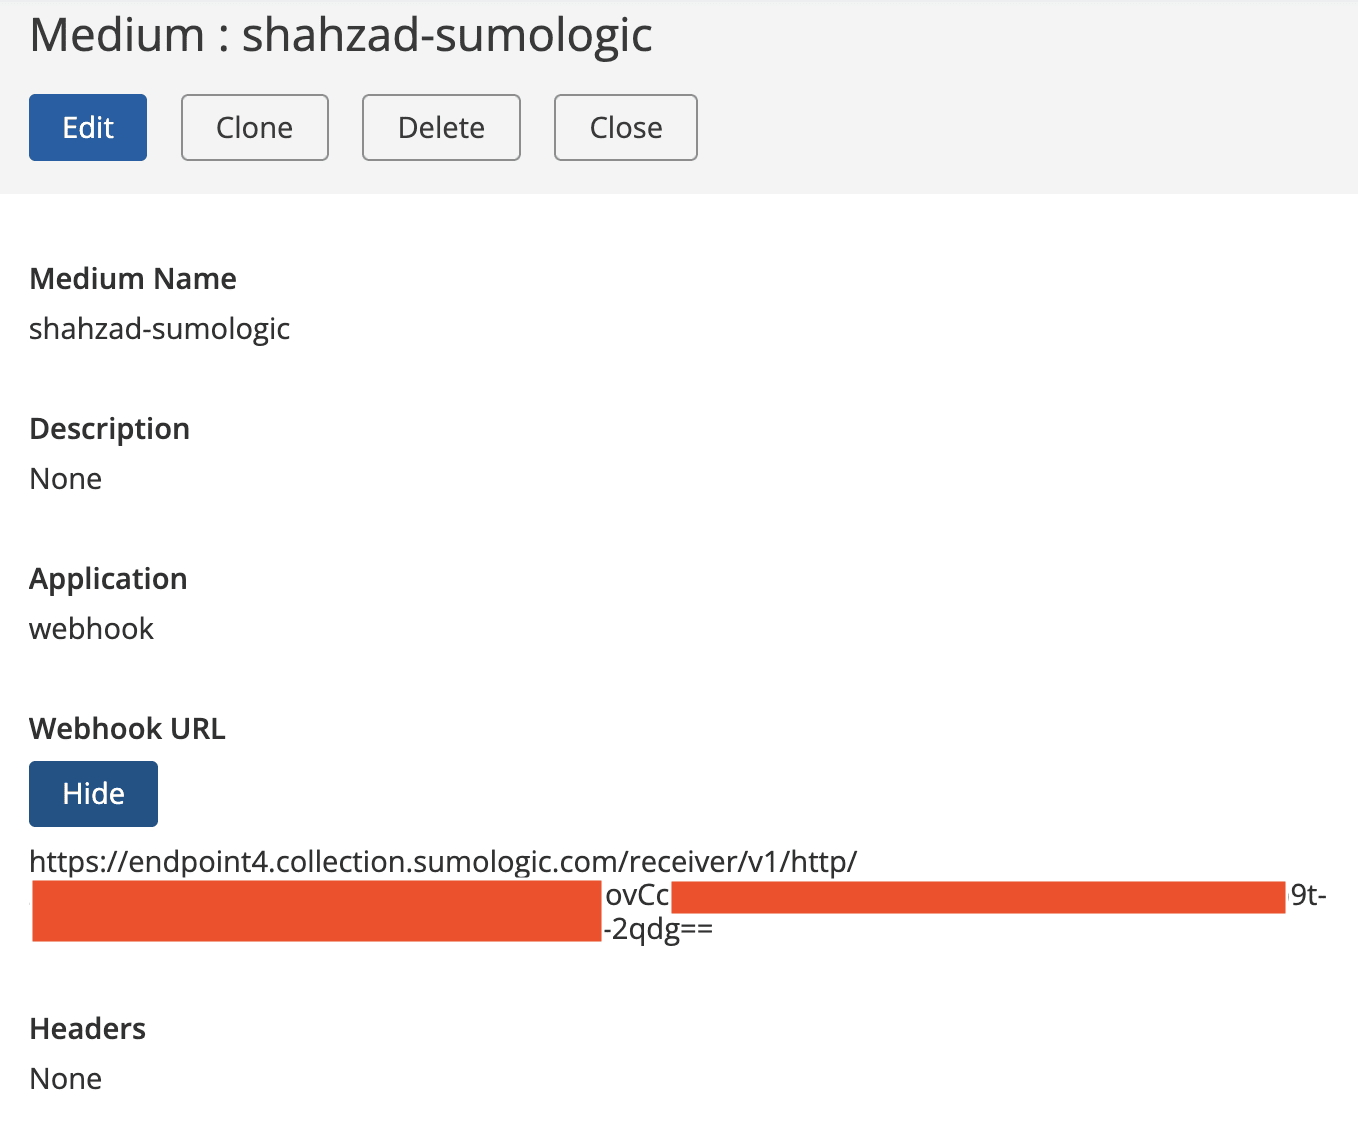 Medium : shahzad-sumologic
Edit Clone Delete Close
Medium Name
shahzad-sumologic
Description
None
Application
webhook
Webhook URL
Hide
https://endpoint4.collection.sumologic.com/receiver/v1/http/
ovCc 9t-
-2qdg==
Headers
None